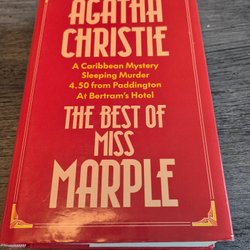 AGATHA
CHRISTIE
A Caribbean Mystery
Sleeping Murder
4.50 from Paddington
At Bertram's Hotel
THE BEST OF
MISS
MARPLE